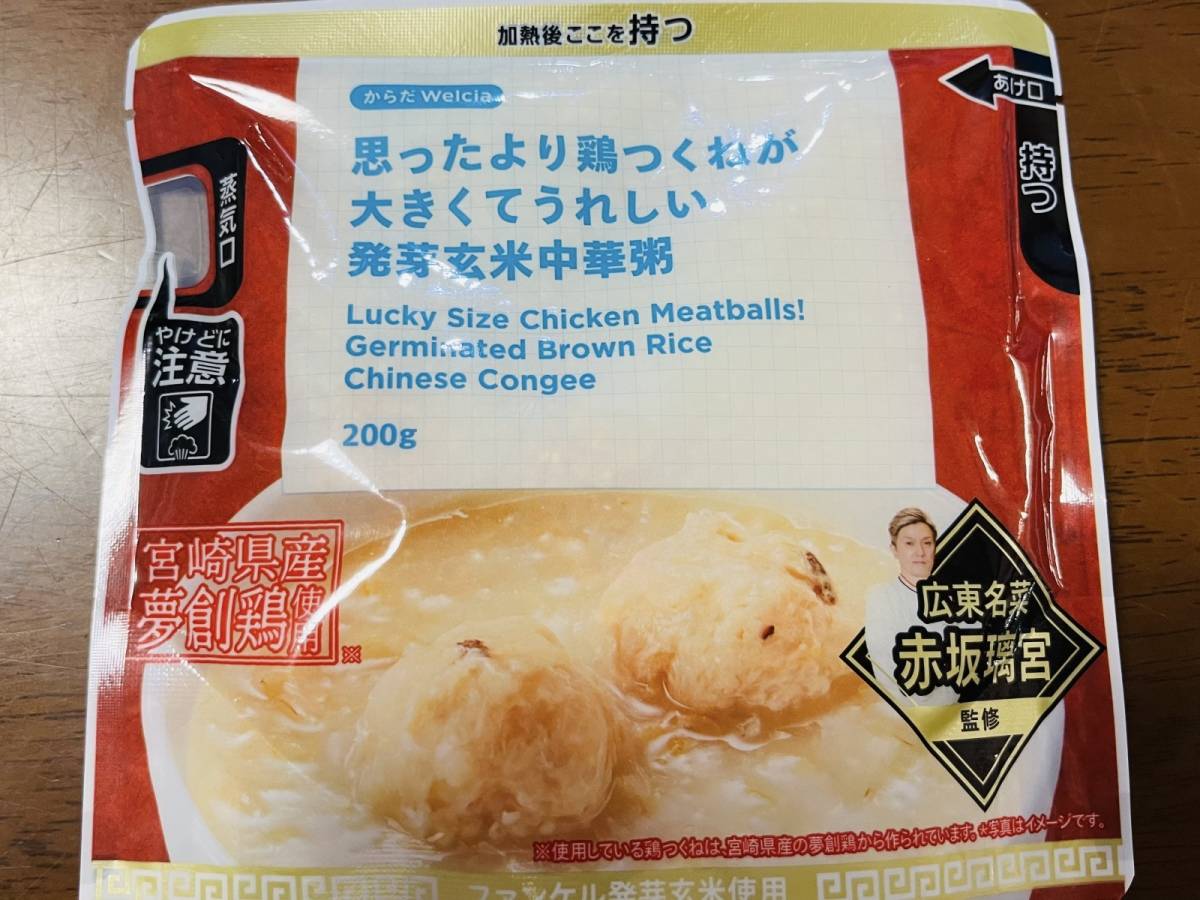 加熱後ここを持つ
あけ口
持つ
蒸気口
やけどに
注意
からだ Welcia
思ったより鶏つくねが
大きくてうれしい
発芽玄米中華粥
Lucky Size Chicken Meatballs!
Germinated Brown Rice
Chinese Congee
200g
宮崎県産
夢創鶏使用
※
広東名菜
赤坂璃宮
監修
※使用している鶏つくねは、宮崎県産の夢創鶏から作られています。*写真はイメージです。
ファンケル発芽玄米使用